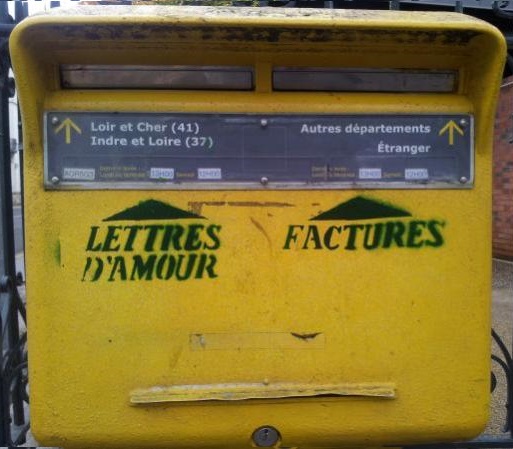 Loir et Cher (41)
Indre et Loire (37)
Autres départements
Étranger
LETTRES
D'AMOUR
FACTURES